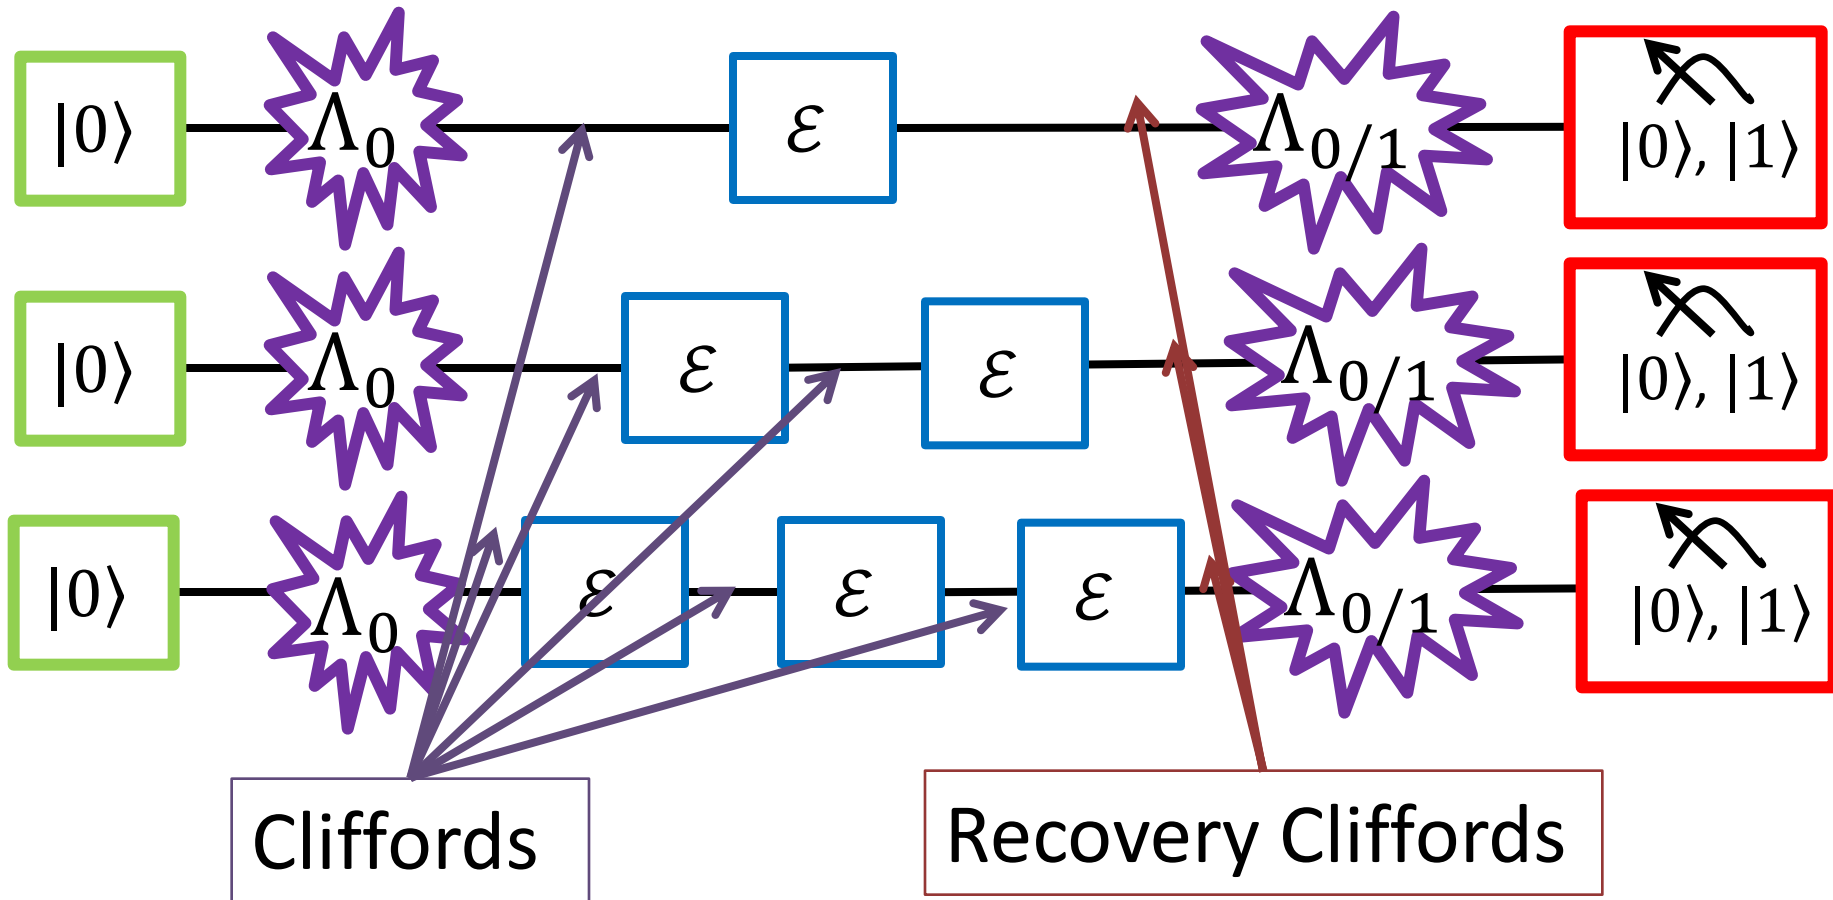 |0⟩ Λ₀ ℰ Λ₀/₁ |0⟩, |1⟩
|0⟩ Λ₀ ℰ ℰ Λ₀/₁ |0⟩, |1⟩
|0⟩ Λ₀ ℰ ℰ ℰ Λ₀/₁ |0⟩, |1⟩
Cliffords
Recovery Cliffords